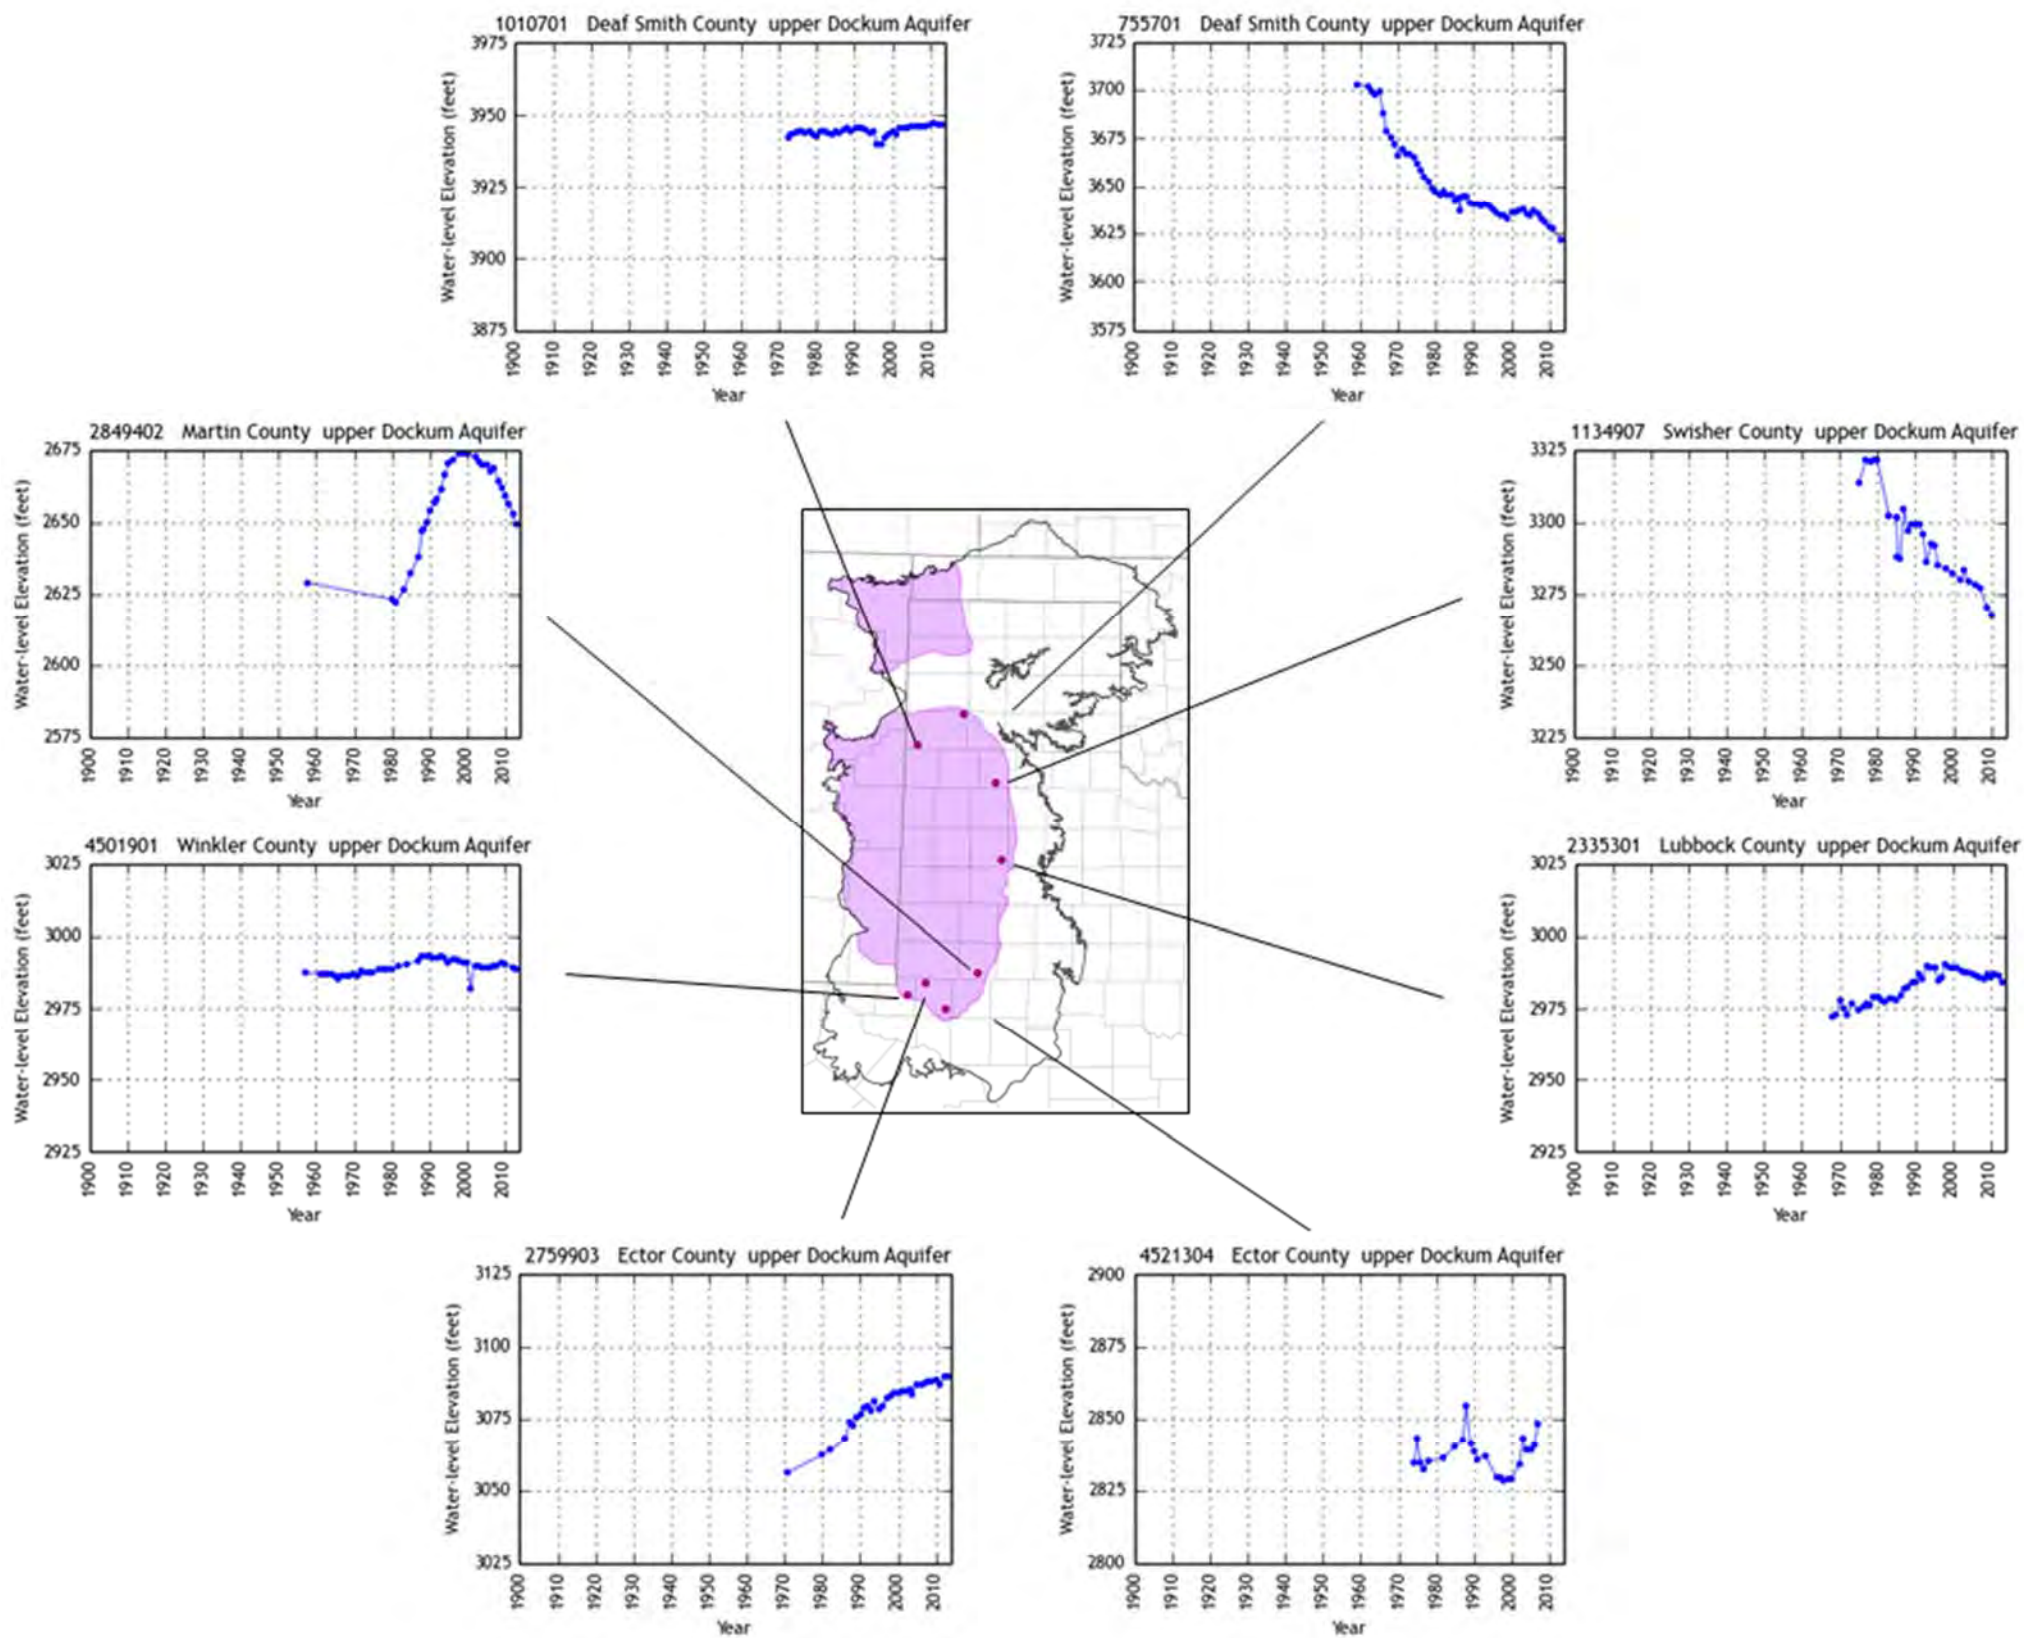 1010701 Deaf Smith County upper Dockum Aquifer
Water-level Elevation (feet)
3975
3950
3925
3900
3875
1900 1910 1920 1930 1940 1950 1960 1970 1980 1990 2000 2010
Year
755701 Deaf Smith County upper Dockum Aquifer
Water-level Elevation (feet)
3725
3700
3675
3650
3625
3600
3575
1900 1910 1920 1930 1940 1950 1960 1970 1980 1990 2000 2010
Year
2849402 Martin County upper Dockum Aquifer
Water-level Elevation (feet)
2675
2650
2625
2600
2575
1900 1910 1920 1930 1940 1950 1960 1970 1980 1990 2000 2010
Year
1134907 Swisher County upper Dockum Aquifer
Water-level Elevation (feet)
3325
3300
3275
3250
3225
1900 1910 1920 1930 1940 1950 1960 1970 1980 1990 2000 2010
Year
4501901 Winkler County upper Dockum Aquifer
Water-level Elevation (feet)
3025
3000
2975
2950
2925
1900 1910 1920 1930 1940 1950 1960 1970 1980 1990 2000 2010
Year
2335301 Lubbock County upper Dockum Aquifer
Water-level Elevation (feet)
3025
3000
2975
2950
2925
1900 1910 1920 1930 1940 1950 1960 1970 1980 1990 2000 2010
Year
2759903 Ector County upper Dockum Aquifer
Water-level Elevation (feet)
3125
3100
3075
3050
3025
1900 1910 1920 1930 1940 1950 1960 1970 1980 1990 2000 2010
Year
4521304 Ector County upper Dockum Aquifer
Water-level Elevation (feet)
2900
2875
2850
2825
2800
1900 1910 1920 1930 1940 1950 1960 1970 1980 1990 2000 2010
Year